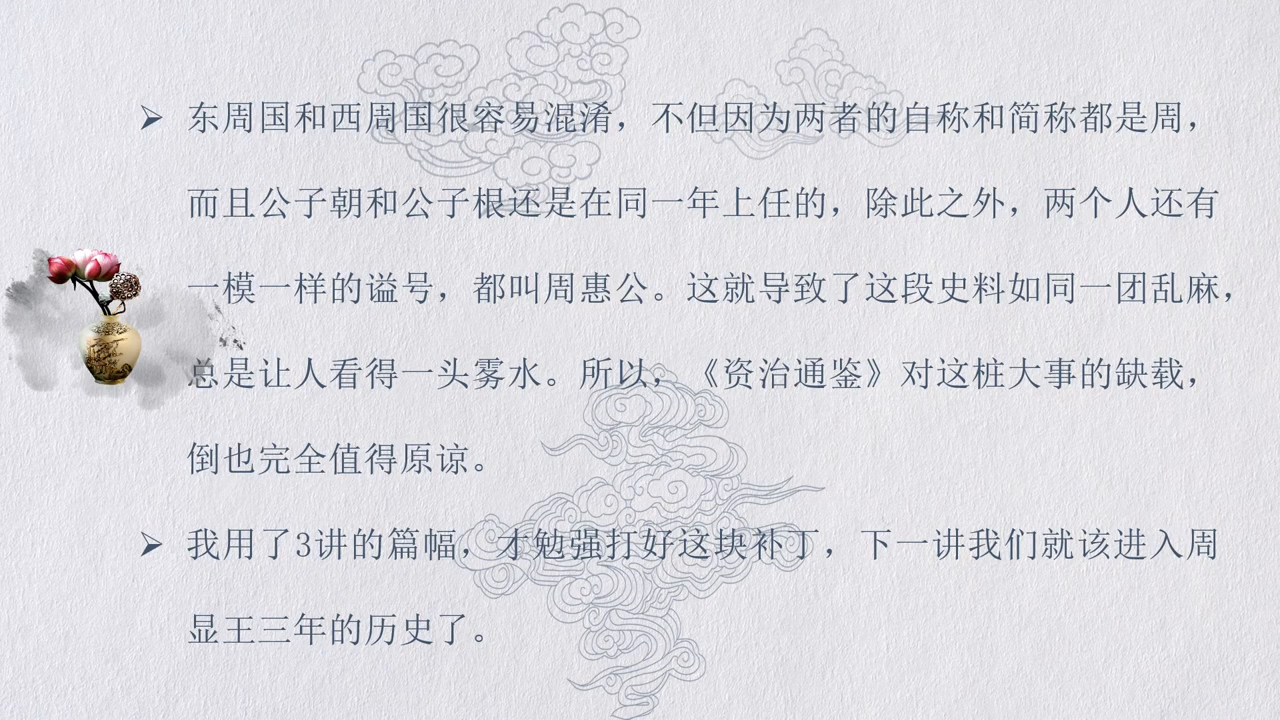 ➢ 东周国和西周国很容易混淆，不但因为两者的自称和简称都是周，
而且公子朝和公子根还是在同一年上任的，除此之外，两个人还有
一模一样的谥号，都叫周惠公。这就导致了这段史料如同一团乱麻，
总是让人看得一头雾水。所以，《资治通鉴》对这桩大事的缺载，
倒也完全值得原谅。
➢ 我用了3讲的篇幅，才勉强打好这块补丁，下一讲我们就该进入周
显王三年的历史了。